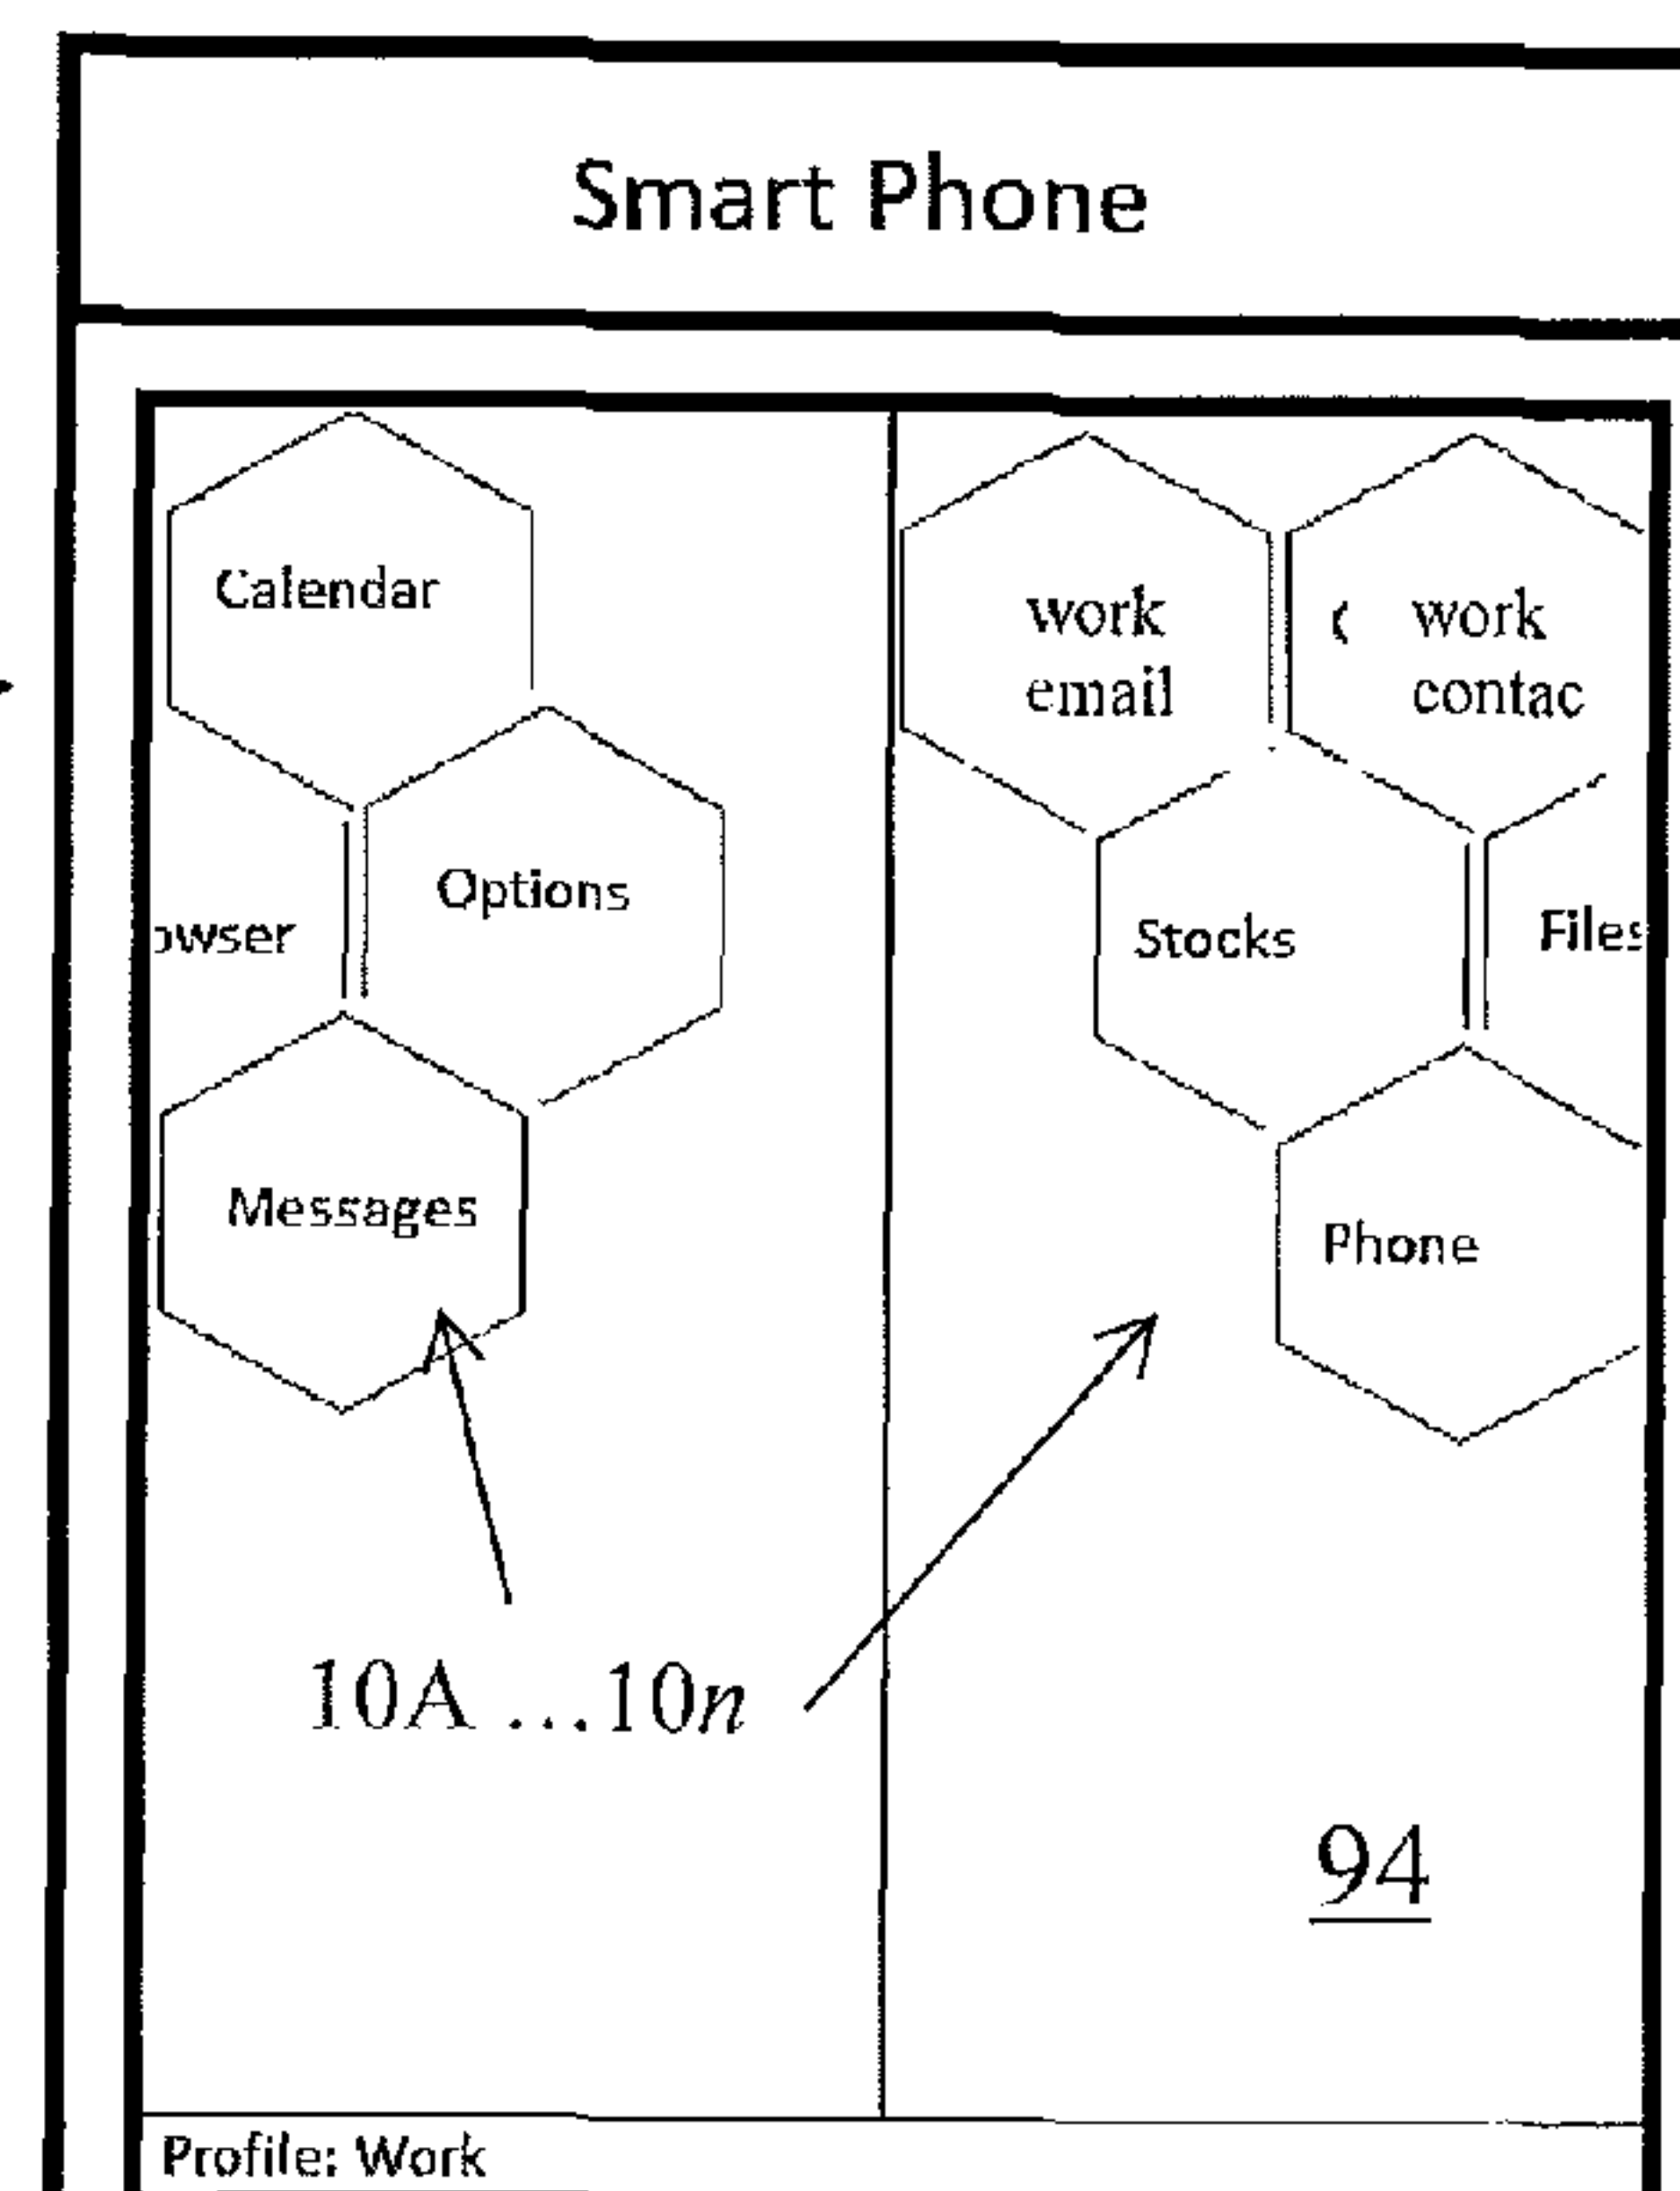 Smart Phone
Calendar
Options
owser
Messages
work
email
work
contac
Stocks
Files
Phone
10A ...10n
94
Profile: Work